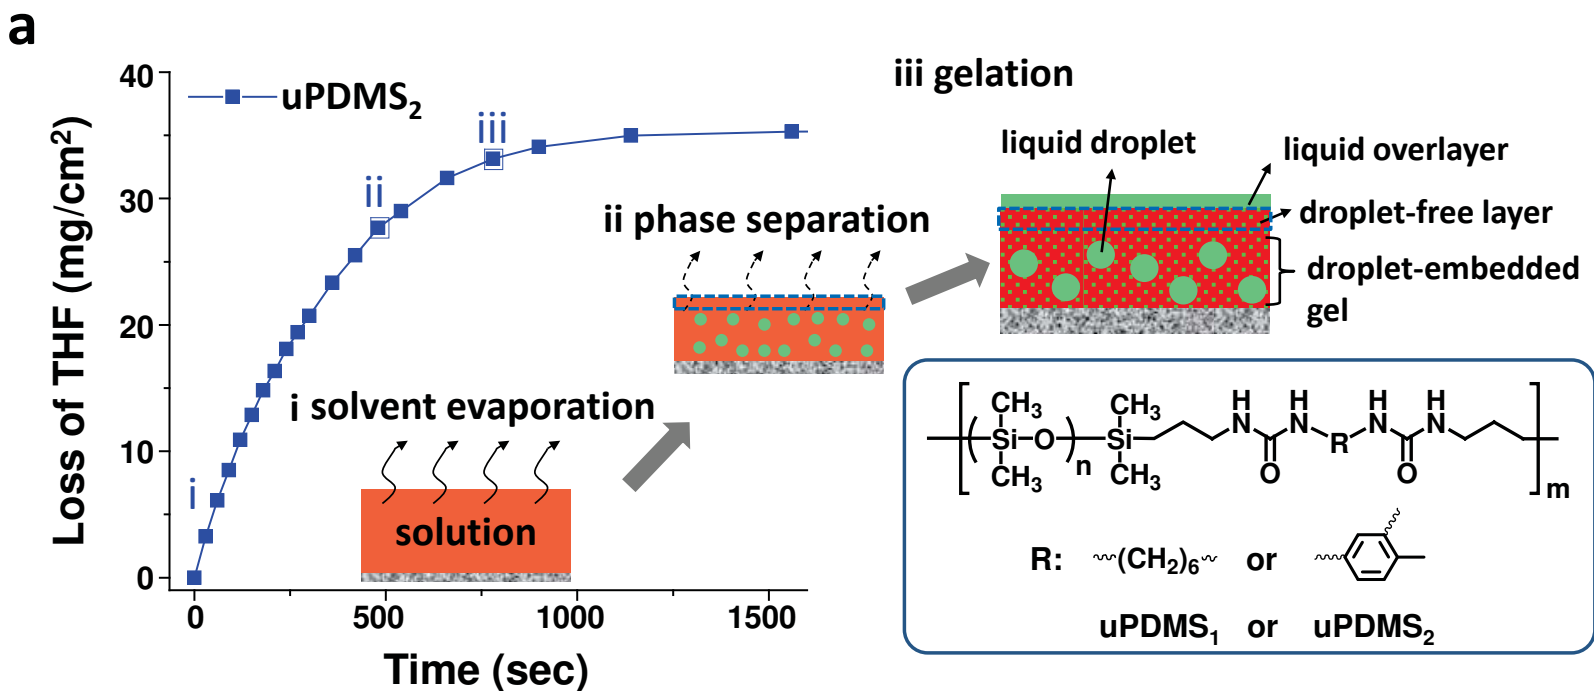 a
Loss of THF (mg/cm²)
40
30
20
10
0
0
500
1000
1500
Time (sec)
uPDMS₂
i
ii
iii
i solvent evaporation
solution
ii phase separation
iii gelation
liquid droplet
liquid overlayer
droplet-free layer
droplet-embedded
gel
CH₃
CH₃
H
H
H
H
Si
O
Si
N
N
R
N
N
n
CH₃
CH₃
O
O
m
R:
(CH₂)₆
or
uPDMS₁ or uPDMS₂